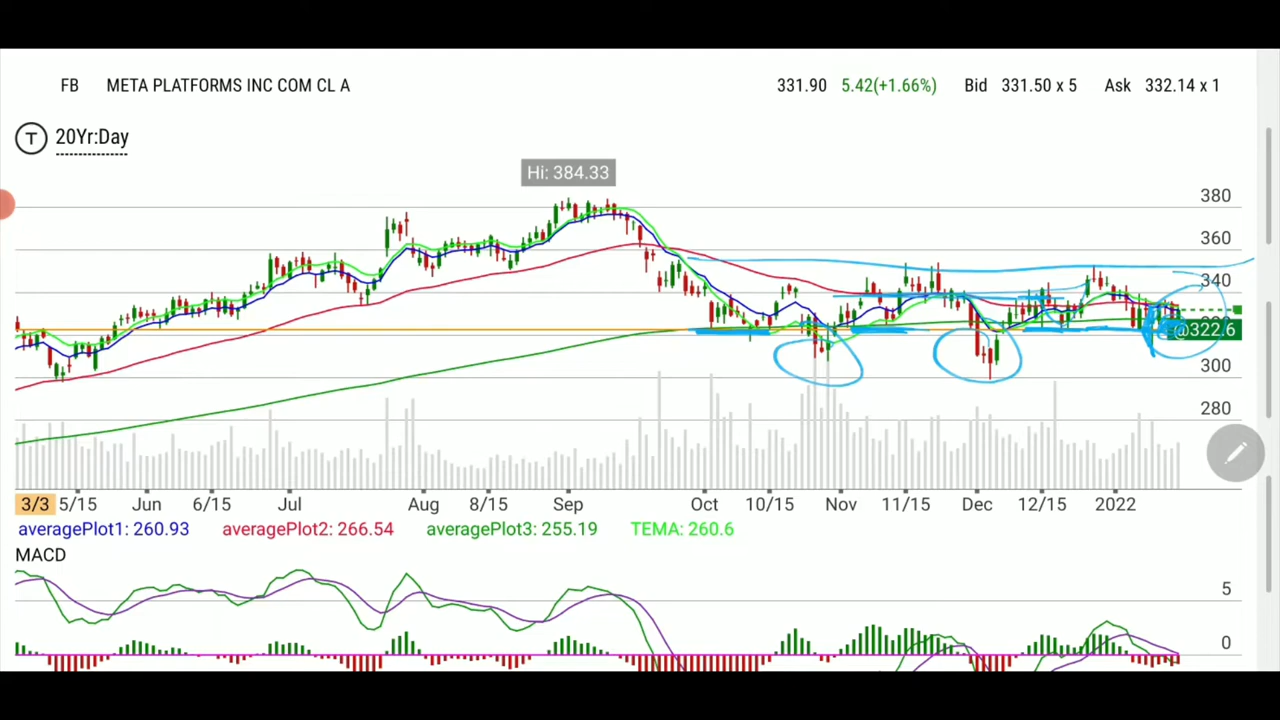 FB META PLATFORMS INC COM CL A 331.90 5.42(+1.66%) Bid 331.50 x 5 Ask 332.14 x 1
T 20Yr:Day
Hi: 384.33
380
360
340
@322.6
300
280
3/3 5/15 Jun 6/15 Jul Aug 8/15 Sep Oct 10/15 Nov 11/15 Dec 12/15 2022
averagePlot1: 260.93 averagePlot2: 266.54 averagePlot3: 255.19 TEMA: 260.6
MACD
5
0